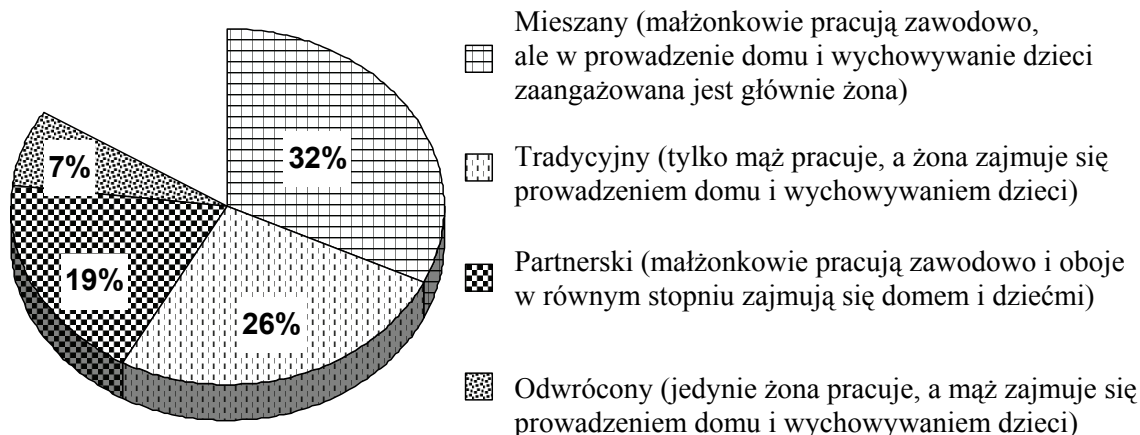 32%
7%
19%
26%
Mieszany (małżonkowie pracują zawodowo,
ale w prowadzenie domu i wychowywanie dzieci
zaangażowana jest głównie żona)
Tradycyjny (tylko mąż pracuje, a żona zajmuje się
prowadzeniem domu i wychowywaniem dzieci)
Partnerski (małżonkowie pracują zawodowo i oboje
w równym stopniu zajmują się domem i dziećmi)
Odwrócony (jedynie żona pracuje, a mąż zajmuje się
prowadzeniem domu i wychowywaniem dzieci)